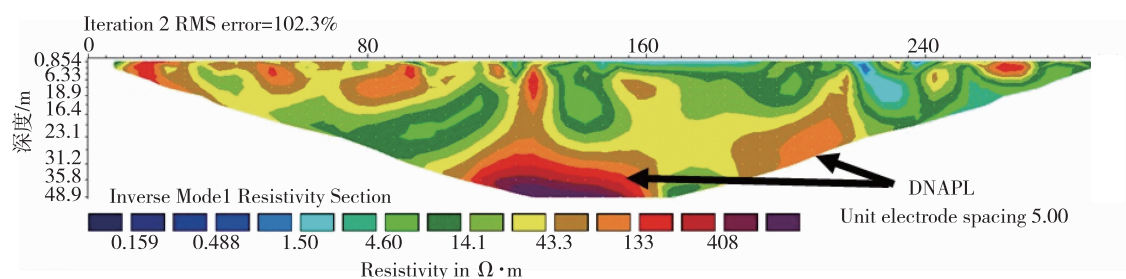 Iteration 2 RMS error=102.3%
0 80 160 240
0.854
6.33
18.9
16.4
23.1
31.2
35.8
48.9
深度/m
DNAPL
Inverse Mode1 Resistivity Section
Unit electrode spacing 5.00
0.159 0.488 1.50 4.60 14.1 43.3 133 408
Resistivity in Ω·m